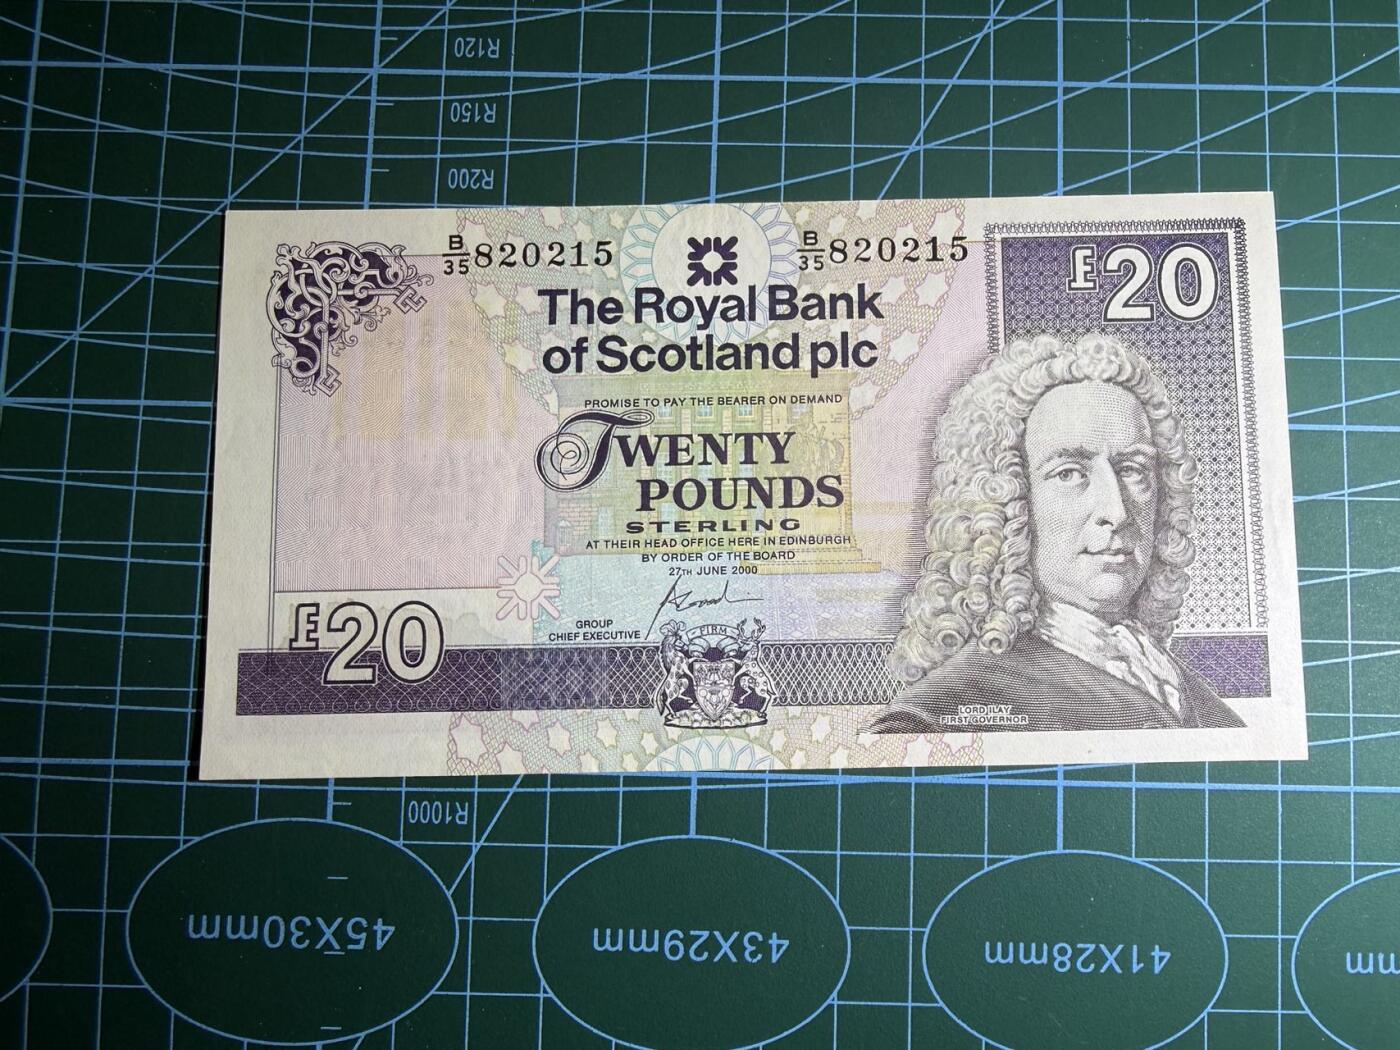 R120
R150
R200
B/35 820215
B/35 820215
£20
The Royal Bank
of Scotland plc
PROMISE TO PAY THE BEARER ON DEMAND
TWENTY
POUNDS
STERLING
AT THEIR HEAD OFFICE HERE IN EDINBURGH
BY ORDER OF THE BOARD
27TH JUNE 2000
GROUP
CHIEF EXECUTIVE
FIRM
£20
LORD ILAY
FIRST GOVERNOR
R1000
45X30mm
43X29mm
41X28mm
mm